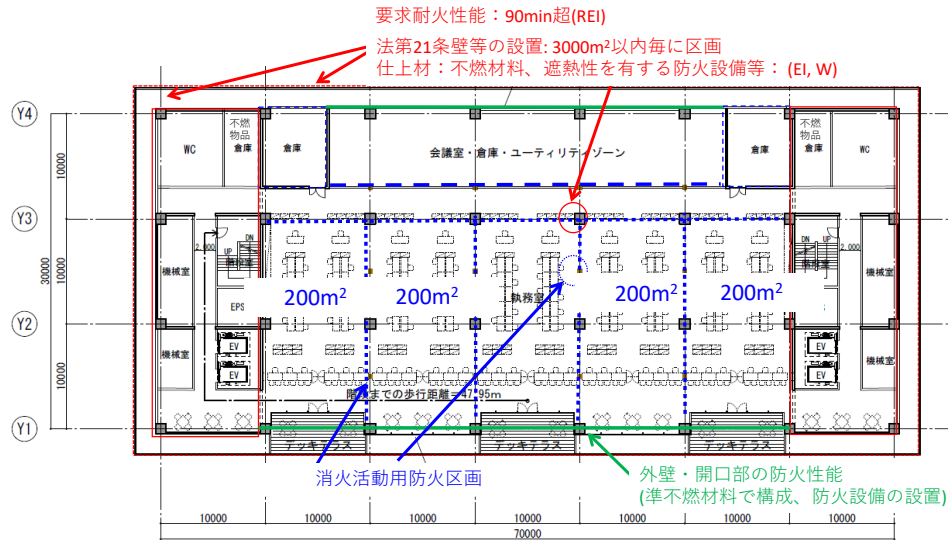 要求耐火性能：90min超(REI)
法第21条壁等の設置: 3000m²以内毎に区画
仕上材：不燃材料、遮熱性を有する防火設備等： (EI, W)
Y4
WC
不燃
物品
倉庫
倉庫
会議室・倉庫・ユーティリティゾーン
倉庫
不燃
物品
倉庫
WC
10000
Y3
2,000
DN
UP
階段室
機械室
DN
UP
階段室
2,000
機械室
30000
10000
200m²
200m²
執務室
200m²
200m²
EPS
Y2
機械室
EV
EV
EV
EV
機械室
10000
階段までの歩行距離=47.95m
Y1
デッキテラス
デッキテラス
デッキテラス
消火活動用防火区画
外壁・開口部の防火性能
(準不燃材料で構成、防火設備の設置)
10000
10000
10000
10000
10000
10000
10000
70000